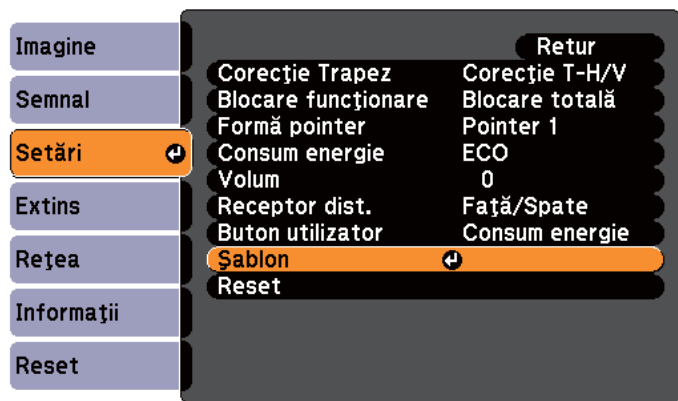 Imagine
Semnal
Setări
Extins
Reţea
Informaţii
Reset
Retur
Corecţie Trapez Corecţie T-H/V
Blocare funcţionare Blocare totală
Formă pointer Pointer 1
Consum energie ECO
Volum 0
Receptor dist. Faţă/Spate
Buton utilizator Consum energie
Şablon
Reset